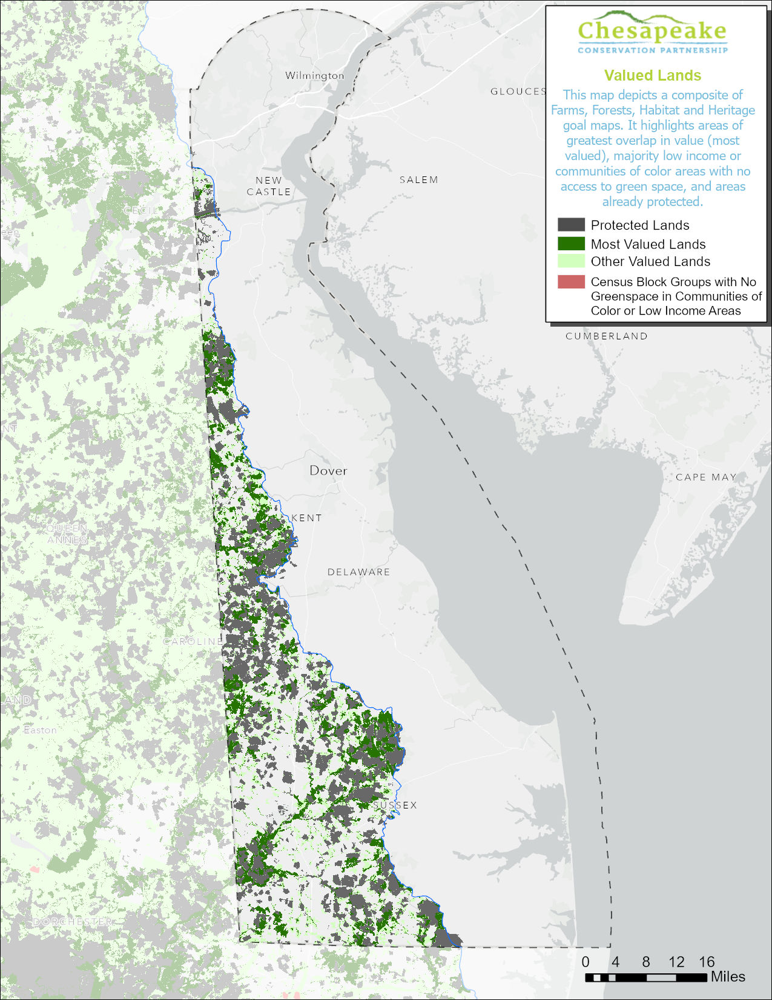 Chesapeake
CONSERVATION PARTNERSHIP
Valued Lands
This map depicts a composite of
Farms, Forests, Habitat and Heritage
goal maps. It highlights areas of
greatest overlap in value (most
valued), majority low income or
communities of color areas with no
access to green space, and areas
already protected.
Protected Lands
Most Valued Lands
Other Valued Lands
Census Block Groups with No
Greenspace in Communities of
Color or Low Income Areas
Wilmington
GLOUCES
NEW
CASTLE
SALEM
CECIL
een
CUMBERLAND
NT
Dover
CAPE MAY
KENT
QUEEN
ANNES
DELAWARE
CAROLINE
LAND
Easton
SUSSEX
DORCHESTER
0 4 8 12 16
Miles